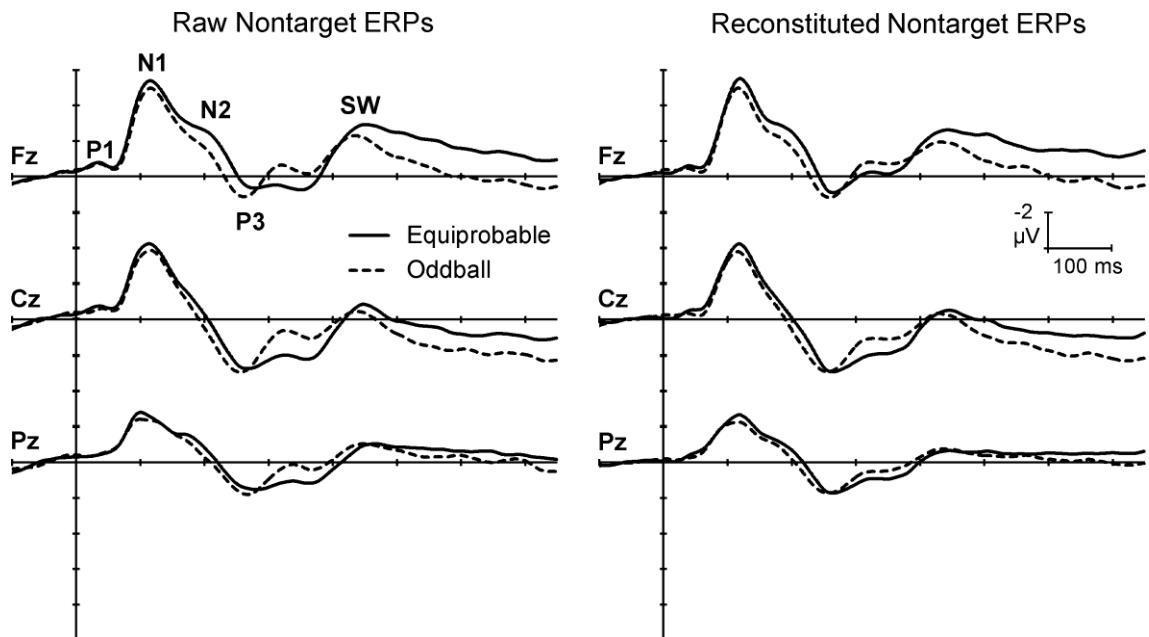 Raw Nontarget ERPs
Reconstituted Nontarget ERPs
N1
N2
SW
P1
Fz
P3
Equiprobable
Oddball
Cz
Pz
Fz
-2
µV
100 ms
Cz
Pz